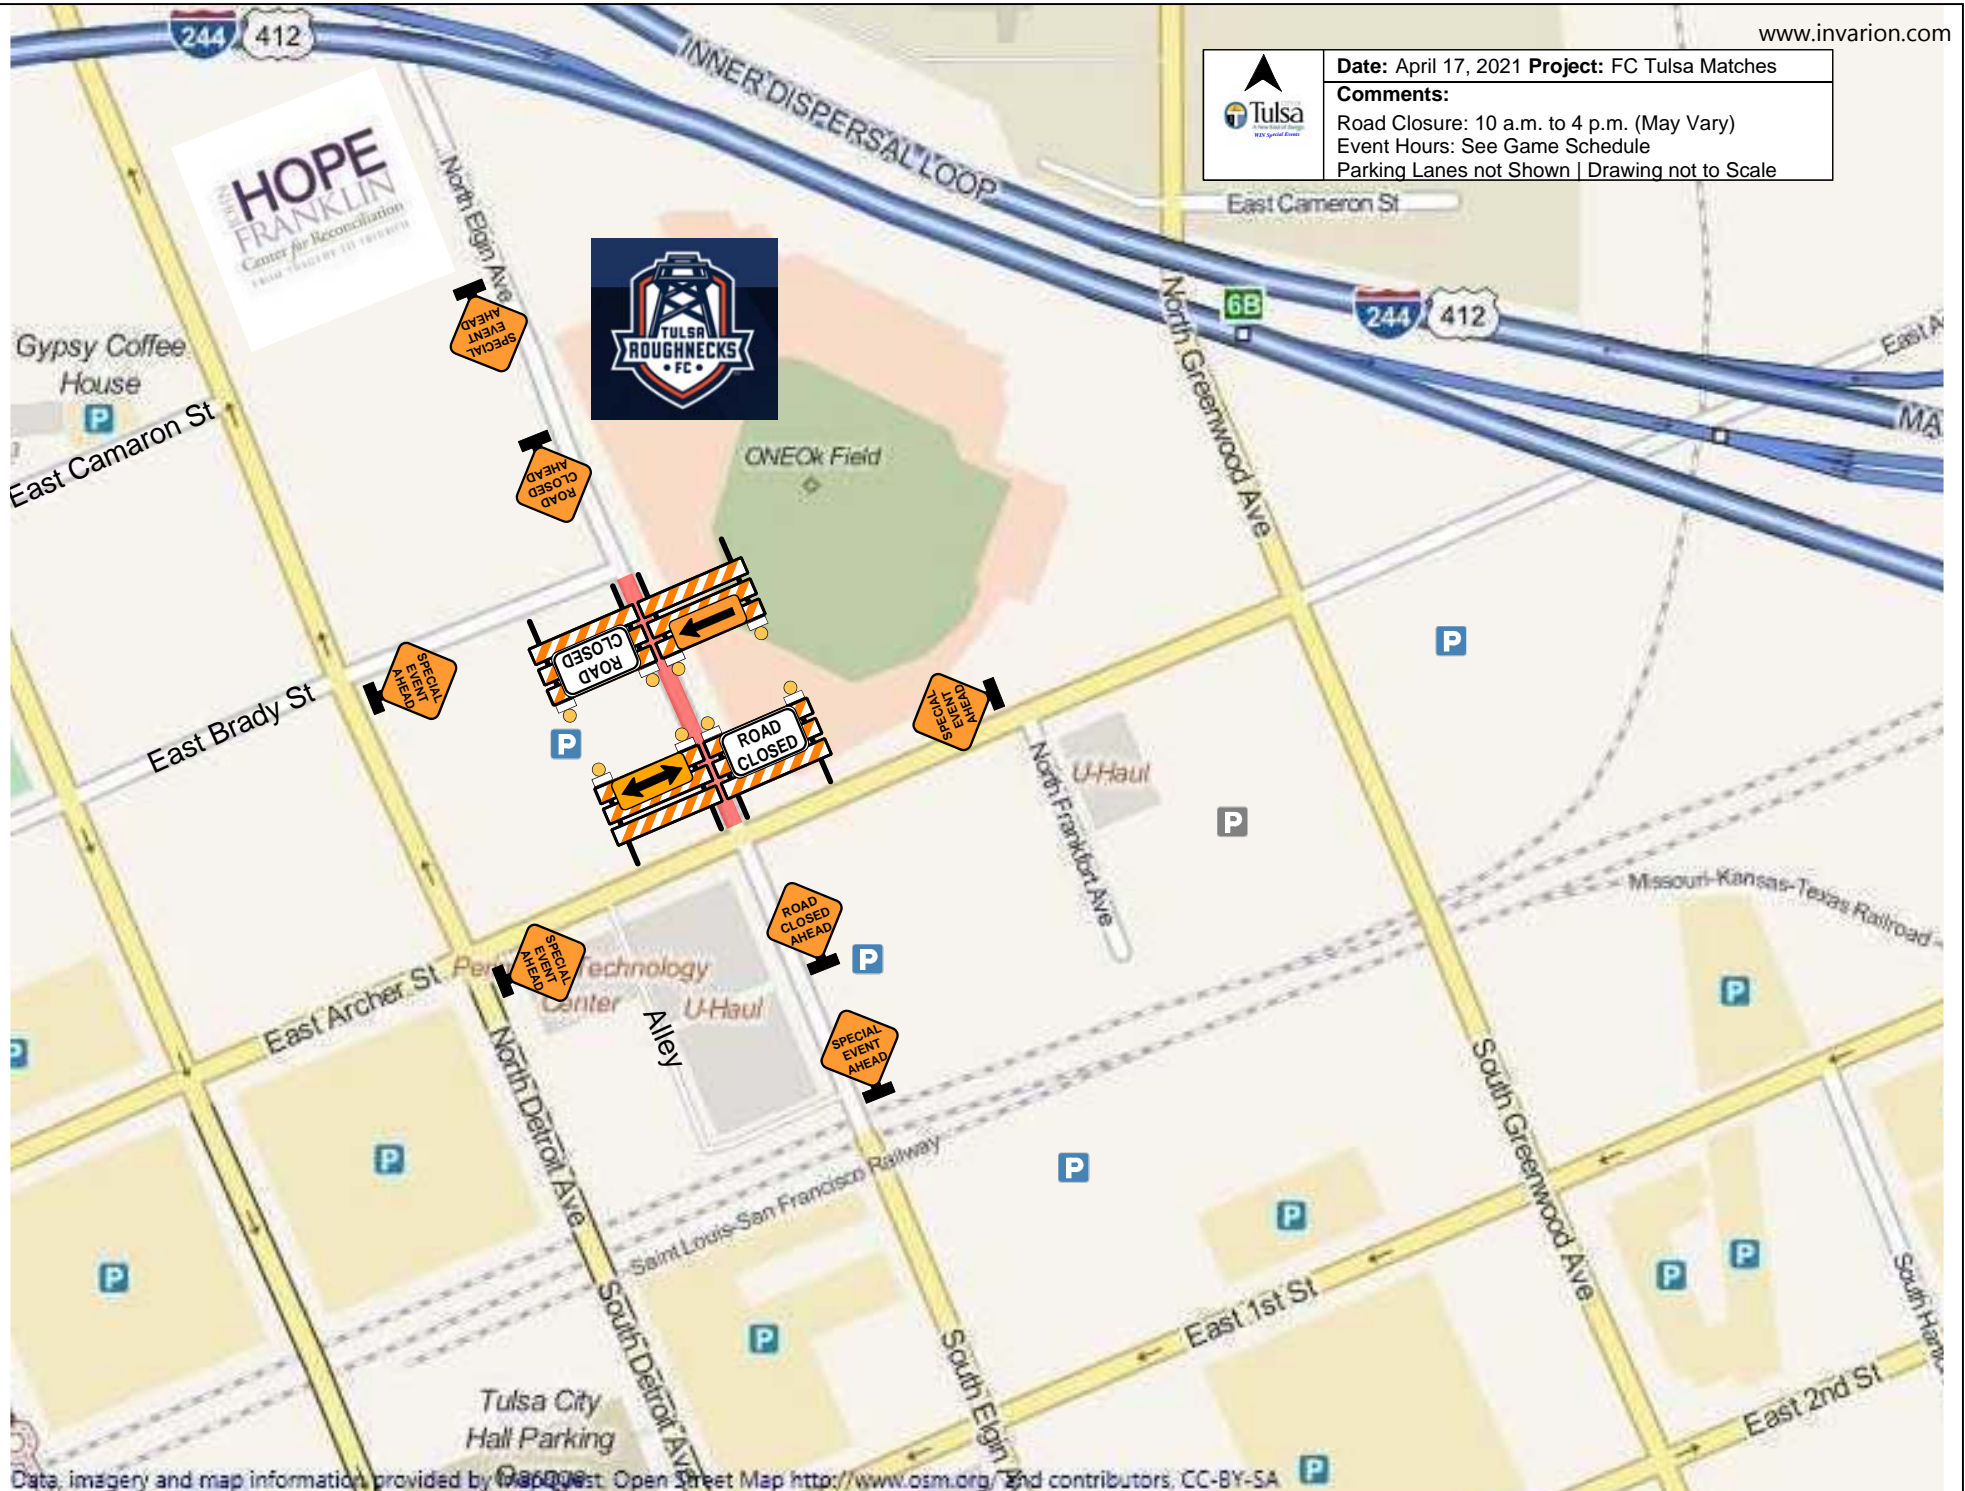 www.invarion.com
244 412
INNER DISPERSAL LOOP
Date: April 17, 2021 Project: FC Tulsa Matches
Comments:
Road Closure: 10 a.m. to 4 p.m. (May Vary)
Event Hours: See Game Schedule
Parking Lanes not Shown | Drawing not to Scale
Tulsa
East Cameron St
JOHN
HOPE
FRANKLIN
Center for Reconciliation
FROM TRAGEDY TO TRIUMPH
North Elgin Ave
SPECIAL
EVENT
AHEAD
TULSA
ROUGHNECKS
• FC •
6B
244 412
North Greenwood Ave
East A
MA
Gypsy Coffee
House
P
East Camaron St
ROAD
CLOSED
AHEAD
ONEOk Field
ROAD
CLOSED
P
SPECIAL
EVENT
AHEAD
East Brady St
P
ROAD
CLOSED
SPECIAL
EVENT
AHEAD
North Frankfort Ave
U-Haul
P
Missouri-Kansas-Texas Railroad
ROAD
CLOSED
AHEAD
P
SPECIAL
EVENT
AHEAD
Technology
Center
U-Haul
Alley
East Archer St
P
P
SPECIAL
EVENT
AHEAD
North Detroit Ave
South Greenwood Ave
P
Saint Louis-San Francisco Railway
P
P
P
P
P
South Detroit Ave
P
East 1st St
South Elgin
East 2nd St
Tulsa City
Hall Parking
P
Data, imagery and map information provided by MapQuest, Open Street Map http://www.osm.org/ and contributors, CC-BY-SA